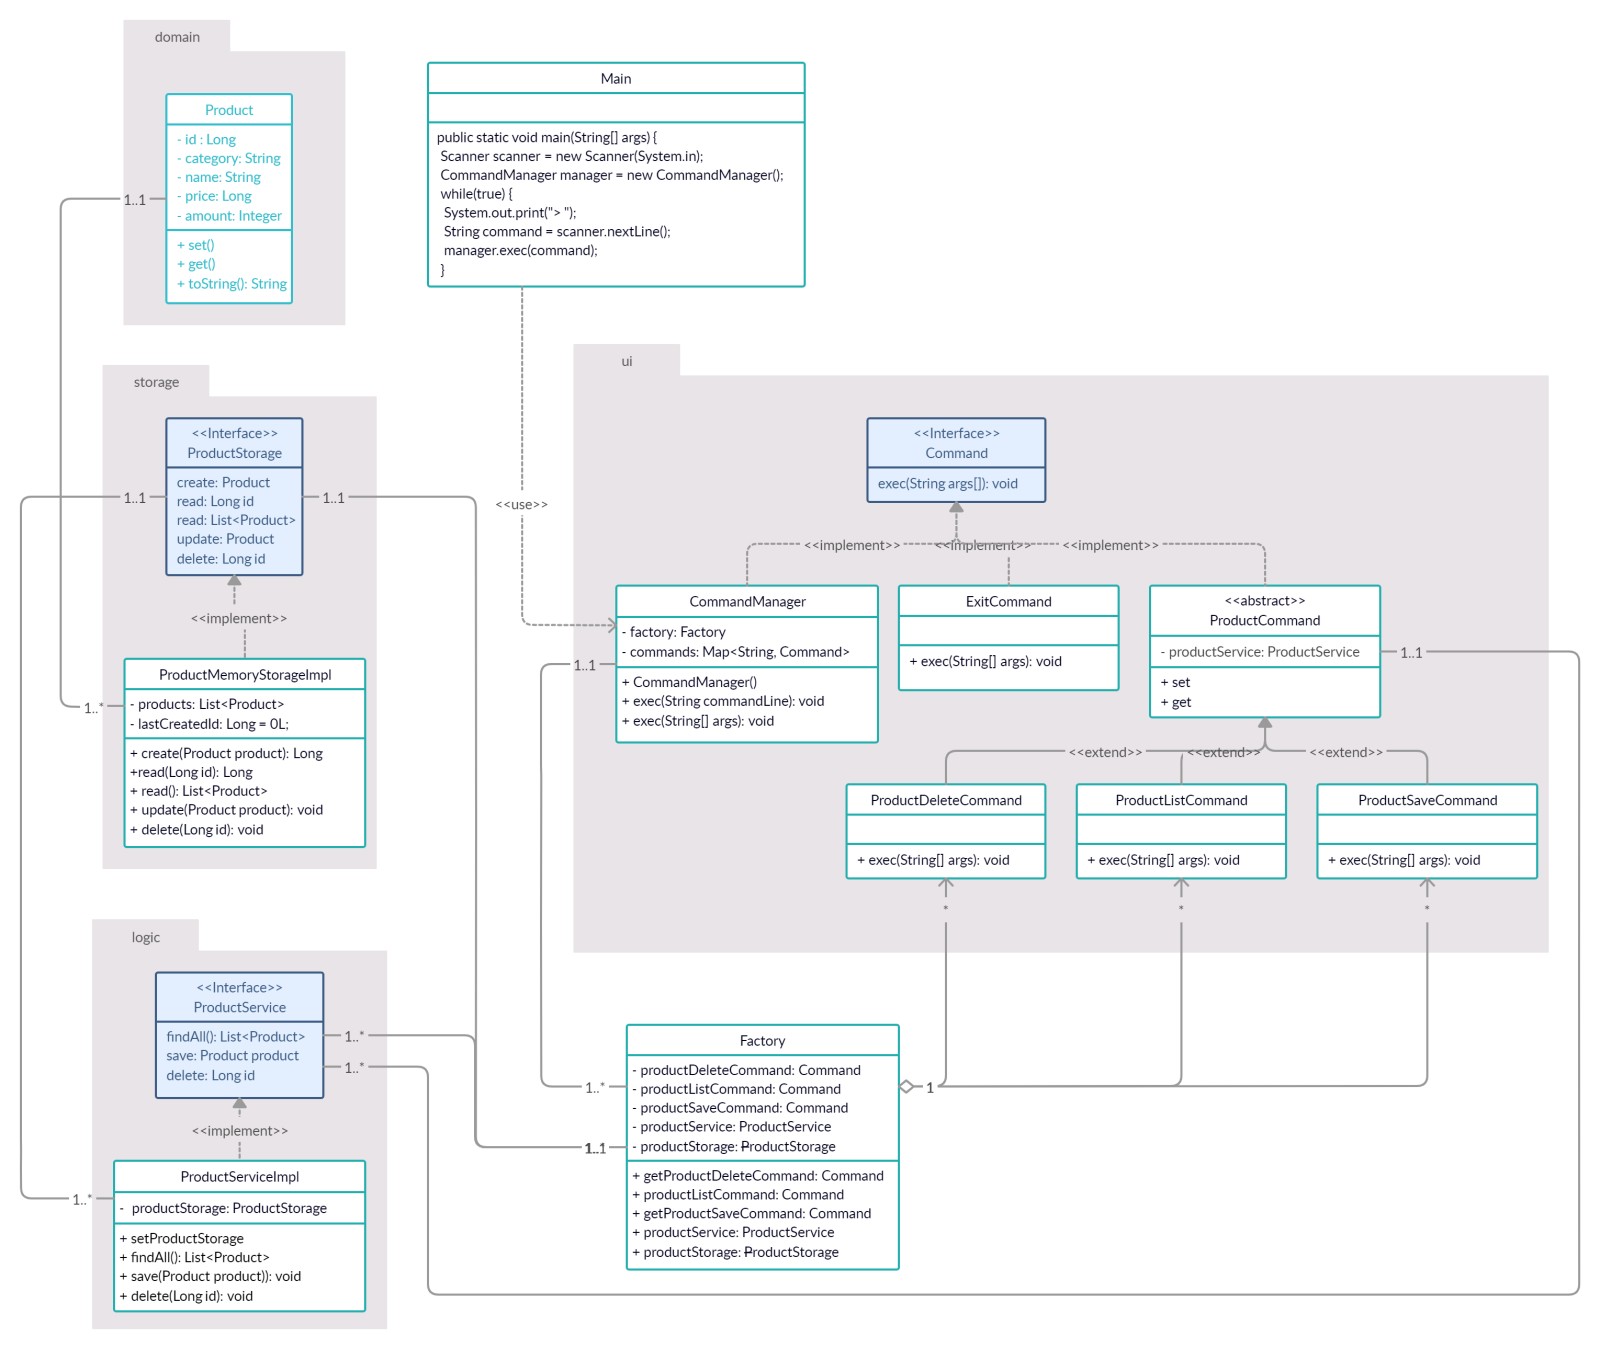 domain
Product
- id : Long
- category: String
- name: String
- price: Long
- amount: Integer
+ set()
+ get()
+ toString(): String
1..1
Main
public static void main(String[] args) {
Scanner scanner = new Scanner(System.in);
CommandManager manager = new CommandManager();
while(true) {
System.out.print("> ");
String command = scanner.nextLine();
manager.exec(command);
}
storage
<<Interface>>
ProductStorage
create: Product
read: Long id
read: List<Product>
update: Product
delete: Long id
1..1
1..1
<<implement>>
ProductMemoryStorageImpl
- products: List<Product>
- lastCreatedId: Long = 0L;
+ create(Product product): Long
+read(Long id): Long
+ read(): List<Product>
+ update(Product product): void
+ delete(Long id): void
1..*
<<use>>
ui
<<Interface>>
Command
exec(String args[]): void
<<implement>>
<<implement>>
<<implement>>
CommandManager
- factory: Factory
- commands: Map<String, Command>
+ CommandManager()
+ exec(String commandLine): void
+ exec(String[] args): void
1..1
ExitCommand
+ exec(String[] args): void
<<abstract>>
ProductCommand
- productService: ProductService
+ set
+ get
1..1
<<extend>>
<<extend>>
<<extend>>
ProductDeleteCommand
+ exec(String[] args): void
ProductListCommand
+ exec(String[] args): void
ProductSaveCommand
+ exec(String[] args): void
*
*
*
logic
<<Interface>>
ProductService
findAll(): List<Product>
save: Product product
delete: Long id
1..*
1..*
<<implement>>
ProductServiceImpl
- productStorage: ProductStorage
+ setProductStorage
+ findAll(): List<Product>
+ save(Product product)): void
+ delete(Long id): void
1..*
Factory
- productDeleteCommand: Command
- productListCommand: Command
- productSaveCommand: Command
- productService: ProductService
- productStorage: ProductStorage
+ getProductDeleteCommand: Command
+ productListCommand: Command
+ getProductSaveCommand: Command
+ productService: ProductService
+ productStorage: ProductStorage
1..*
1..1
1